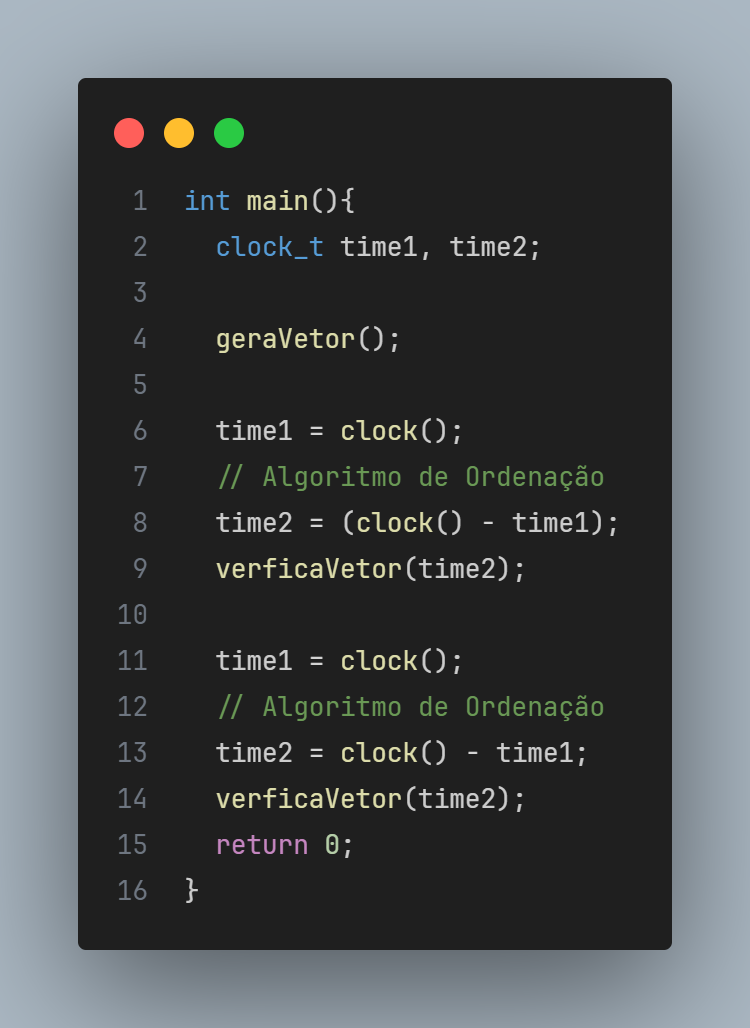 1 int main(){
2 clock_t time1, time2;
3
4 geraVetor();
5
6 time1 = clock();
7 // Algoritmo de Ordenação
8 time2 = (clock() - time1);
9 verficaVetor(time2);
10
11 time1 = clock();
12 // Algoritmo de Ordenação
13 time2 = clock() - time1;
14 verficaVetor(time2);
15 return 0;
16 }